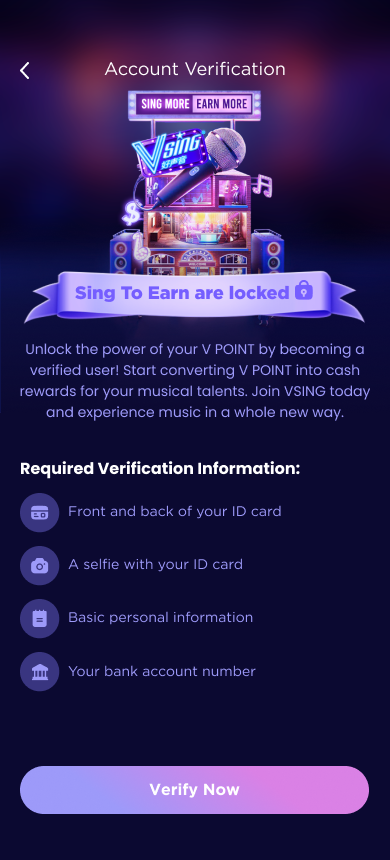 Account Verification
SING MORE EARN MORE
Vsing
好声音
$
Sing To Earn are locked
Unlock the power of your V POINT by becoming a
verified user! Start converting V POINT into cash
rewards for your musical talents. Join VSING today
and experience music in a whole new way.
Required Verification Information:
Front and back of your ID card
A selfie with your ID card
Basic personal information
Your bank account number
Verify Now